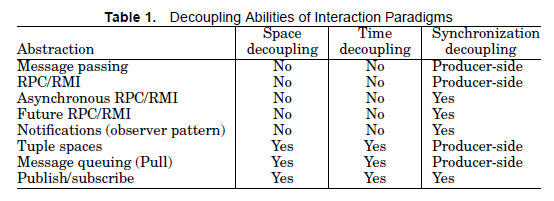 Table 1. Decoupling Abilities of Interaction Paradigms
Space Time Synchronization
Abstraction decoupling decoupling decoupling
Message passing No No Producer-side
RPC/RMI No No Producer-side
Asynchronous RPC/RMI No No Yes
Future RPC/RMI No No Yes
Notifications (observer pattern) No No Yes
Tuple spaces Yes Yes Producer-side
Message queuing (Pull) Yes Yes Producer-side
Publish/subscribe Yes Yes Yes